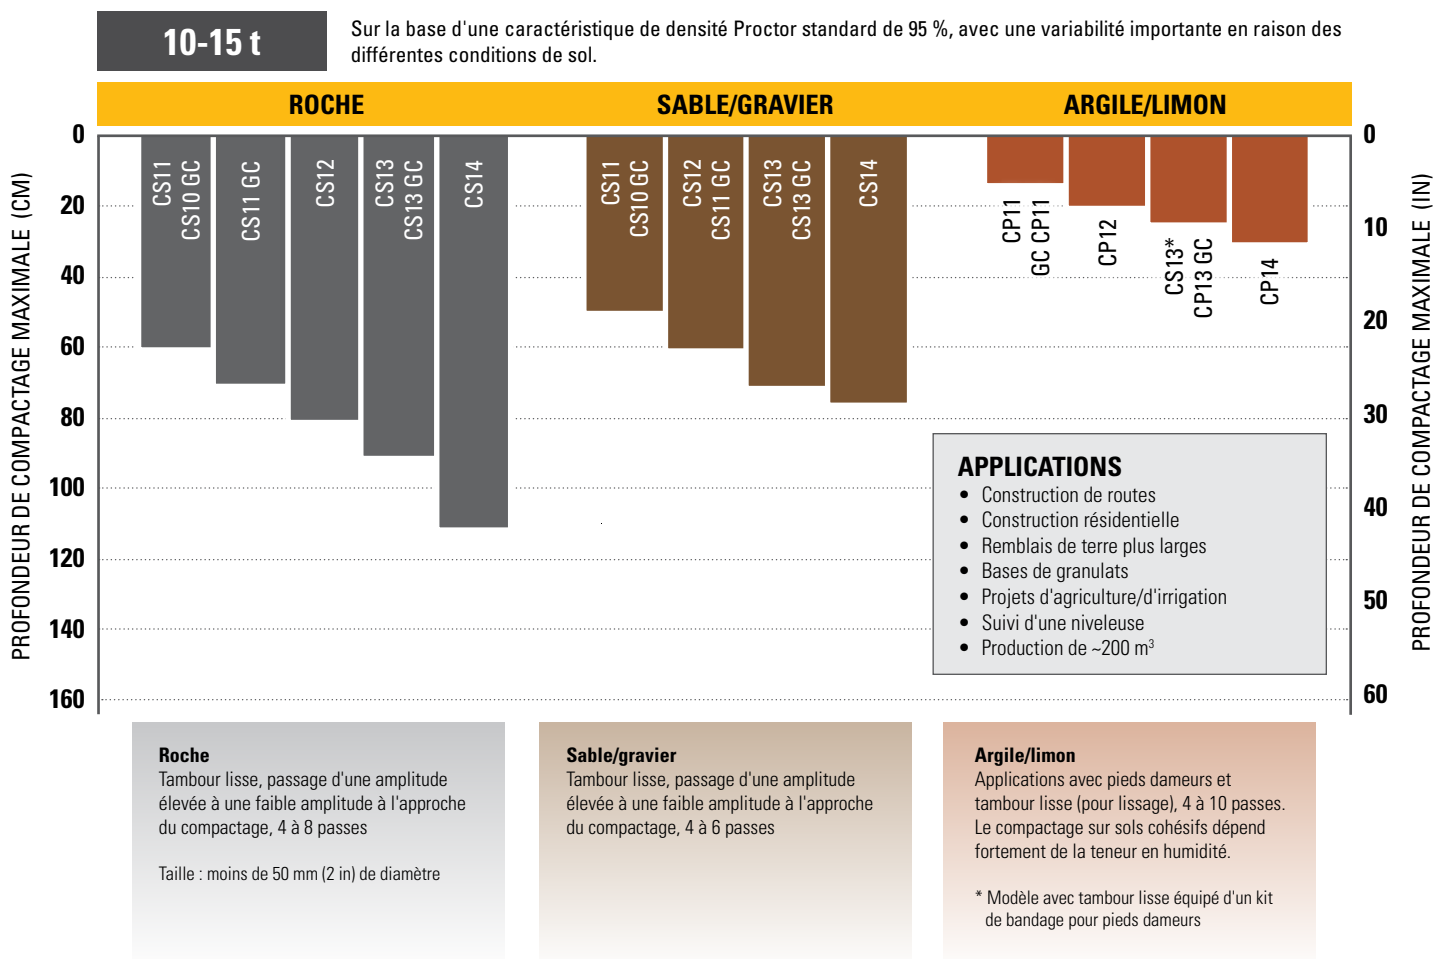 10-15 t
Sur la base d'une caractéristique de densité Proctor standard de 95 %, avec une variabilité importante en raison des
différentes conditions de sol.
ROCHE
SABLE/GRAVIER
ARGILE/LIMON
PROFONDEUR DE COMPACTAGE MAXIMALE (CM)
0
20
40
60
80
100
120
140
160
CS11
CS10 GC
CS11 GC
CS12
CS13
CS13 GC
CS14
CS11
CS10 GC
CS12
CS11 GC
CS13
CS13 GC
CS14
CP11
GC CP11
CP12
CS13*
CP13 GC
CP14
0
10
20
30
40
50
60
PROFONDEUR DE COMPACTAGE MAXIMALE (IN)
APPLICATIONS
• Construction de routes
• Construction résidentielle
• Remblais de terre plus larges
• Bases de granulats
• Projets d'agriculture/d'irrigation
• Suivi d'une niveleuse
• Production de ~200 m³
Roche
Tambour lisse, passage d'une amplitude
élevée à une faible amplitude à l'approche
du compactage, 4 à 8 passes
Taille : moins de 50 mm (2 in) de diamètre
Sable/gravier
Tambour lisse, passage d'une amplitude
élevée à une faible amplitude à l'approche
du compactage, 4 à 6 passes
Argile/limon
Applications avec pieds dameurs et
tambour lisse (pour lissage), 4 à 10 passes.
Le compactage sur sols cohésifs dépend
fortement de la teneur en humidité.
* Modèle avec tambour lisse équipé d'un kit
de bandage pour pieds dameurs